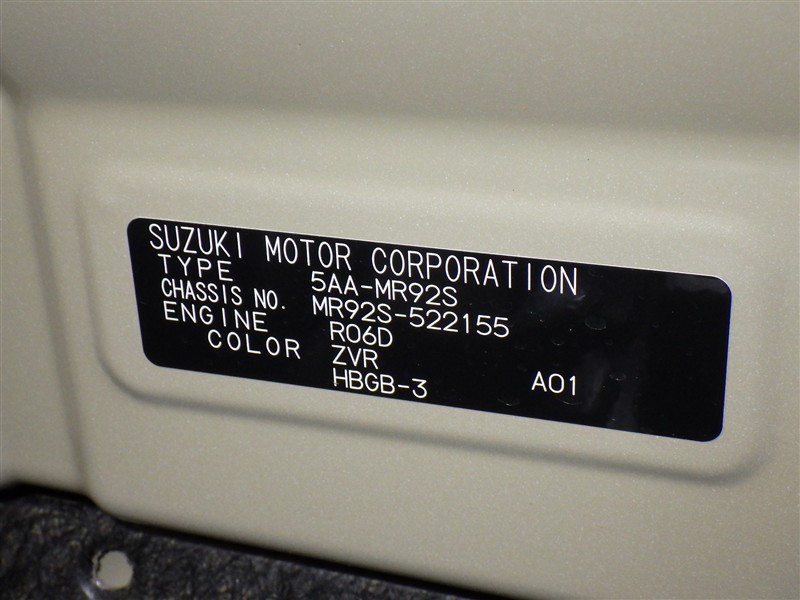 SUZUKI MOTOR CORPORATION
TYPE 5AA-MR92S
CHASSIS NO. MR92S-522155
ENGINE R06D
COLOR ZVR
HBGB-3 A01